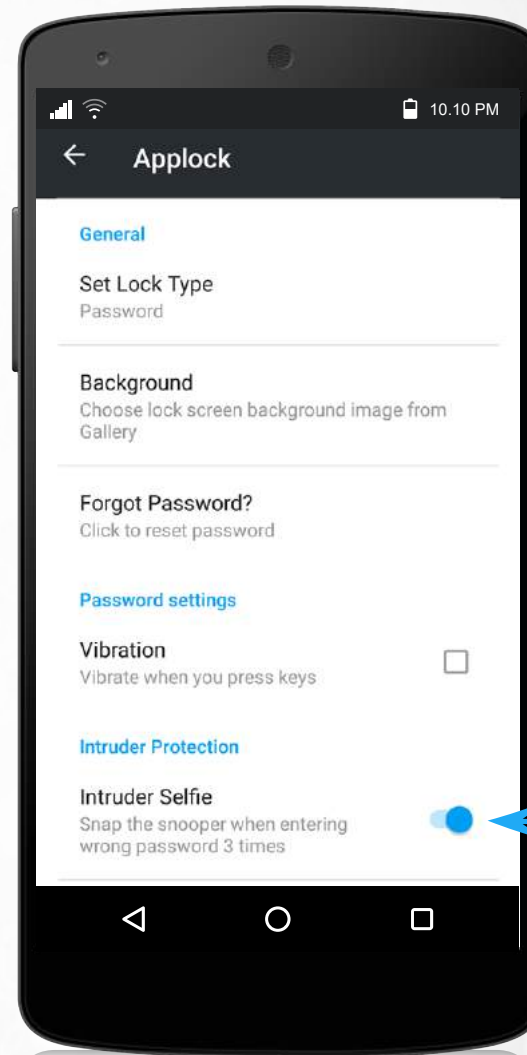 10.10 PM
Applock
General
Set Lock Type
Password
Background
Choose lock screen background image from
Gallery
Forgot Password?
Click to reset password
Password settings
Vibration
Vibrate when you press keys
Intruder Protection
Intruder Selfie
Snap the snooper when entering
wrong password 3 times